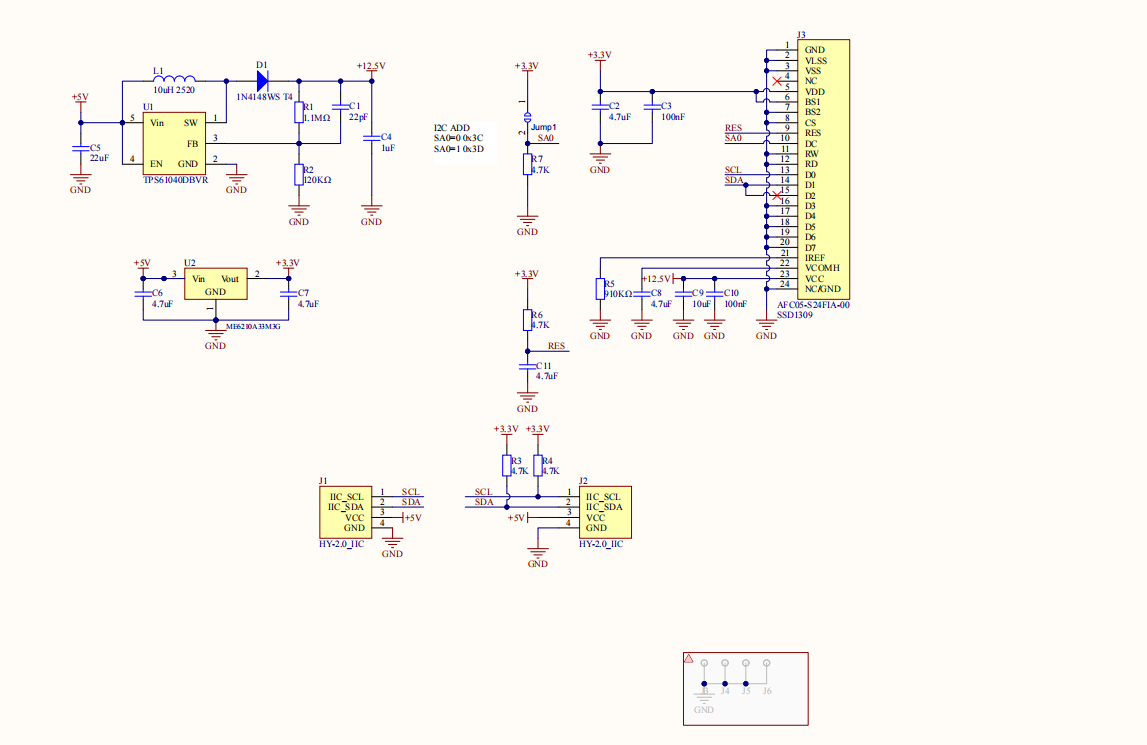 +5V
C5
22uF
GND
L1
10uH 2520
U1
5
Vin
SW
1
FB
3
4
EN
GND
2
TPS61040DBVR
GND
D1
1N4148WS T4
R1
1.1MΩ
C1
22pF
R2
120KΩ
GND
+12.5V
C4
1uF
GND
I2C ADD
SA0=0 0x3C
SA0=1 0x3D
+3.3V
1
Jump1
2
SA0
R7
4.7K
GND
+3.3V
C2
4.7uF
C3
100nF
GND
J3
1
GND
2
VLSS
3
VSS
4
NC
5
VDD
6
BS1
7
BS2
8
CS
RES
9
RES
SA0
10
DC
11
RW
12
RD
SCL
13
D0
SDA
14
D1
15
D2
16
D3
17
D4
18
D5
19
D6
20
D7
21
IREF
22
VCOMH
23
VCC
24
NC/GND
AFC05-S24FIA-00
SSD1309
R5
910KΩ
GND
C8
4.7uF
GND
+12.5V
C9
10uF
GND
C10
100nF
GND
GND
+5V
C6
4.7uF
U2
3
Vin
Vout
2
GND
1
ME6210A33M3G
GND
+3.3V
C7
4.7uF
+3.3V
R6
4.7K
RES
C11
4.7uF
GND
+3.3V
+3.3V
R3
4.7K
R4
4.7K
J1
IIC_SCL
1
SCL
IIC_SDA
2
SDA
VCC
3
+5V
GND
4
HY-2.0_IIC
GND
J2
SCL
1
IIC_SCL
SDA
2
IIC_SDA
+5V
3
VCC
4
GND
HY-2.0_IIC
GND
J4
J5
J6
GND